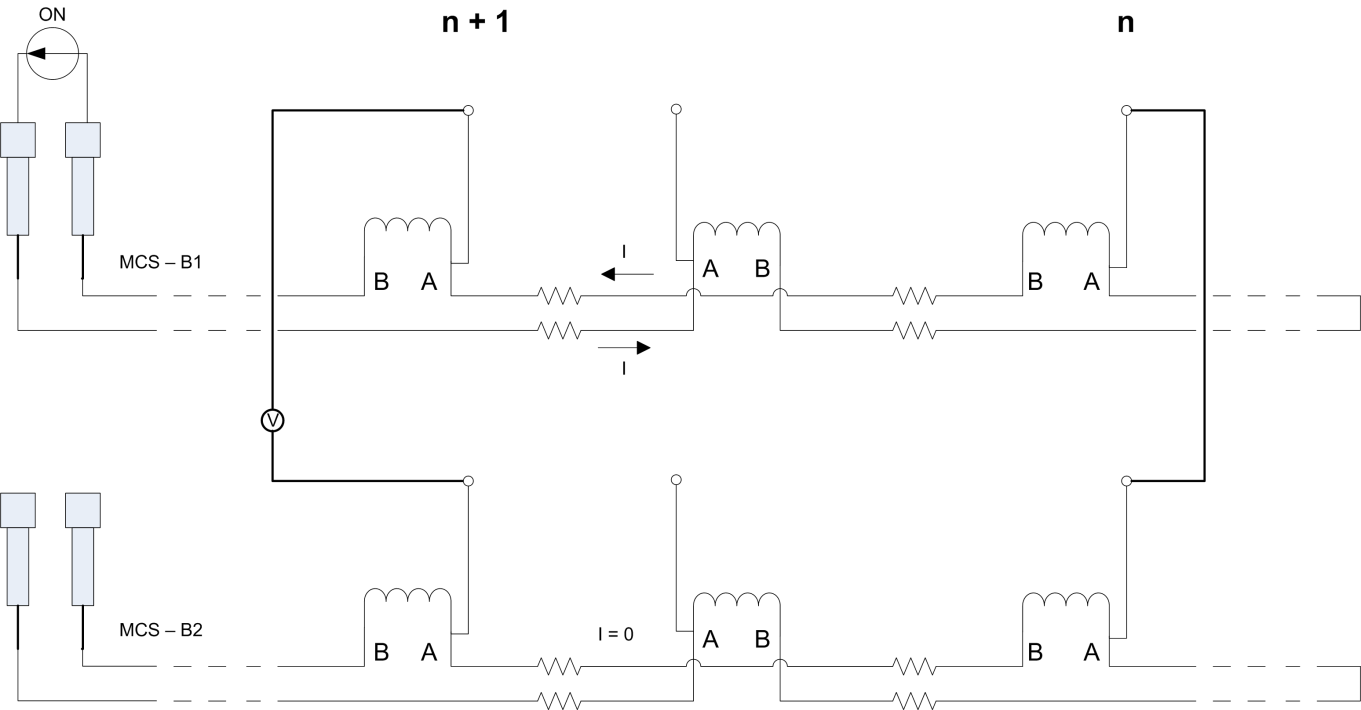 ON
n + 1
n
I
MCS – B1
B A
A B
B A
I
V
I = 0
MCS – B2
B A
A B
B A